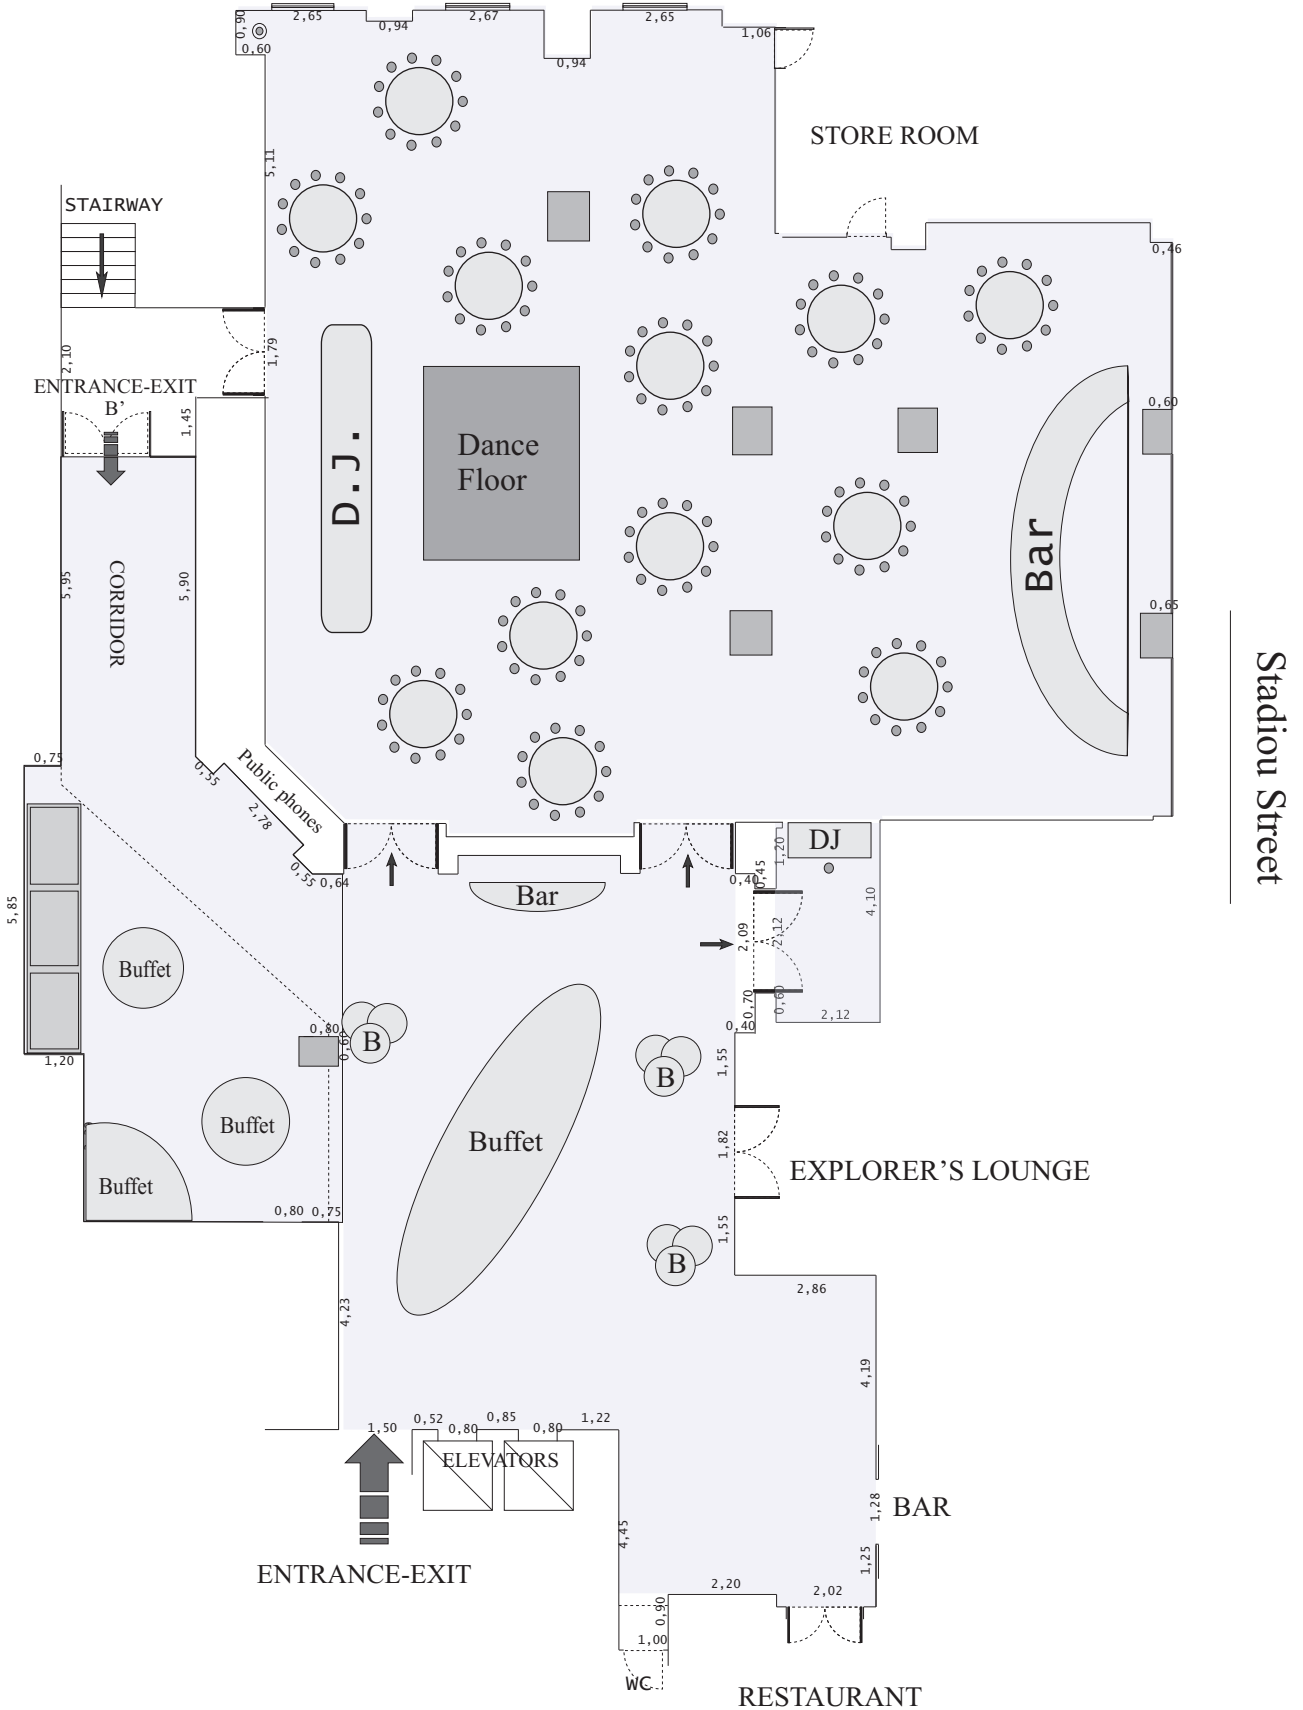 0,90
2,65
0,94
2,67
2,65
0,60
0,94
1,06
STORE ROOM
5,11
STAIRWAY
0,46
2,10
1,79
ENTRANCE-EXIT
B’
1,45
0,60
D.J.
Dance
Floor
Bar
5,95
CORRIDOR
5,90
0,65
Stadiou Street
0,75
0,55
Public phones
2,78
0,55
0,64
5,85
Bar
0,40
0,45
1,20
DJ
4,10
2,09
2,12
Buffet
0,80
0,60
B
0,70
0,60
2,12
0,40
1,20
B
1,55
Buffet
Buffet
1,82
EXPLORER’S LOUNGE
Buffet
0,80
0,75
1,55
B
2,86
4,23
4,19
1,50
0,52
0,80
0,85
0,80
1,22
ELEVATORS
1,28
BAR
4,45
1,25
ENTRANCE-EXIT
2,20
2,02
0,90
1,00
WC
RESTAURANT